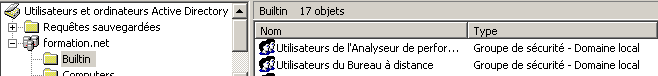 Utilisateurs et ordinateurs Active Directory
Requêtes sauvegardées
formation.net
Builtin
Computers
Builtin 17 objets
Nom Type
Utilisateurs de l'Analyseur de perfor... Groupe de sécurité - Domaine local
Utilisateurs du Bureau à distance Groupe de sécurité - Domaine local